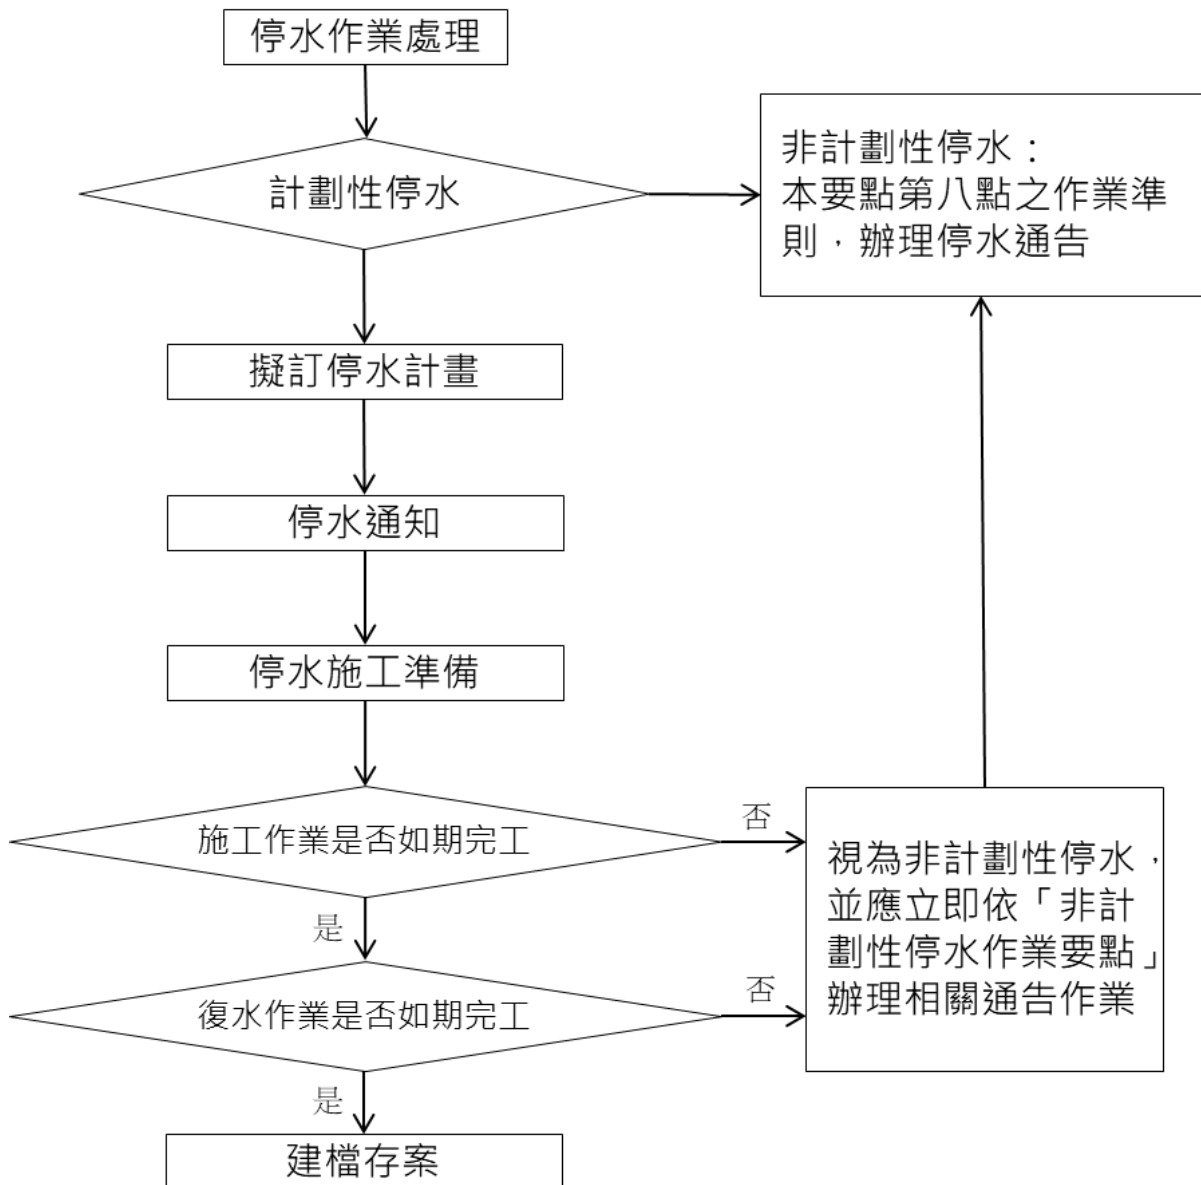 停水作業處理
計劃性停水
非計劃性停水：
本要點第八點之作業準
則，辦理停水通告
擬訂停水計畫
停水通知
停水施工準備
施工作業是否如期完工
否
視為非計劃性停水，
並應立即依「非計
劃性停水作業要點」
辦理相關通告作業
是
復水作業是否如期完工
否
是
建檔存案